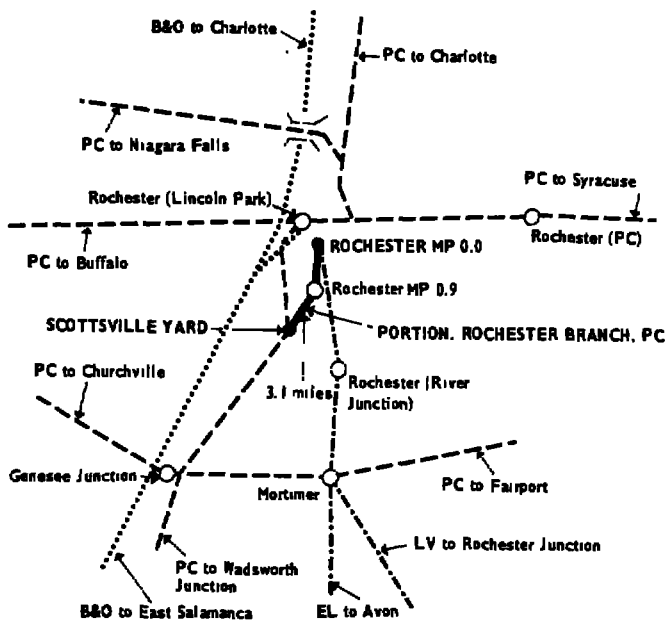 B&O to Charlotte
PC to Charlotte
PC to Niagara Falls
Rochester (Lincoln Park)
PC to Syracuse
Rochester (PC)
PC to Buffalo
ROCHESTER MP 0.0
Rochester MP 0.9
SCOTTSVILLE YARD
PORTION, ROCHESTER BRANCH, PC
PC to Churchville
3.1 miles
Rochester (River
Junction)
Genesee Junction
Mortimer
PC to Fairport
LV to Rochester Junction
PC to Wadsworth
Junction
B&O to East Salamanca
EL to Avon